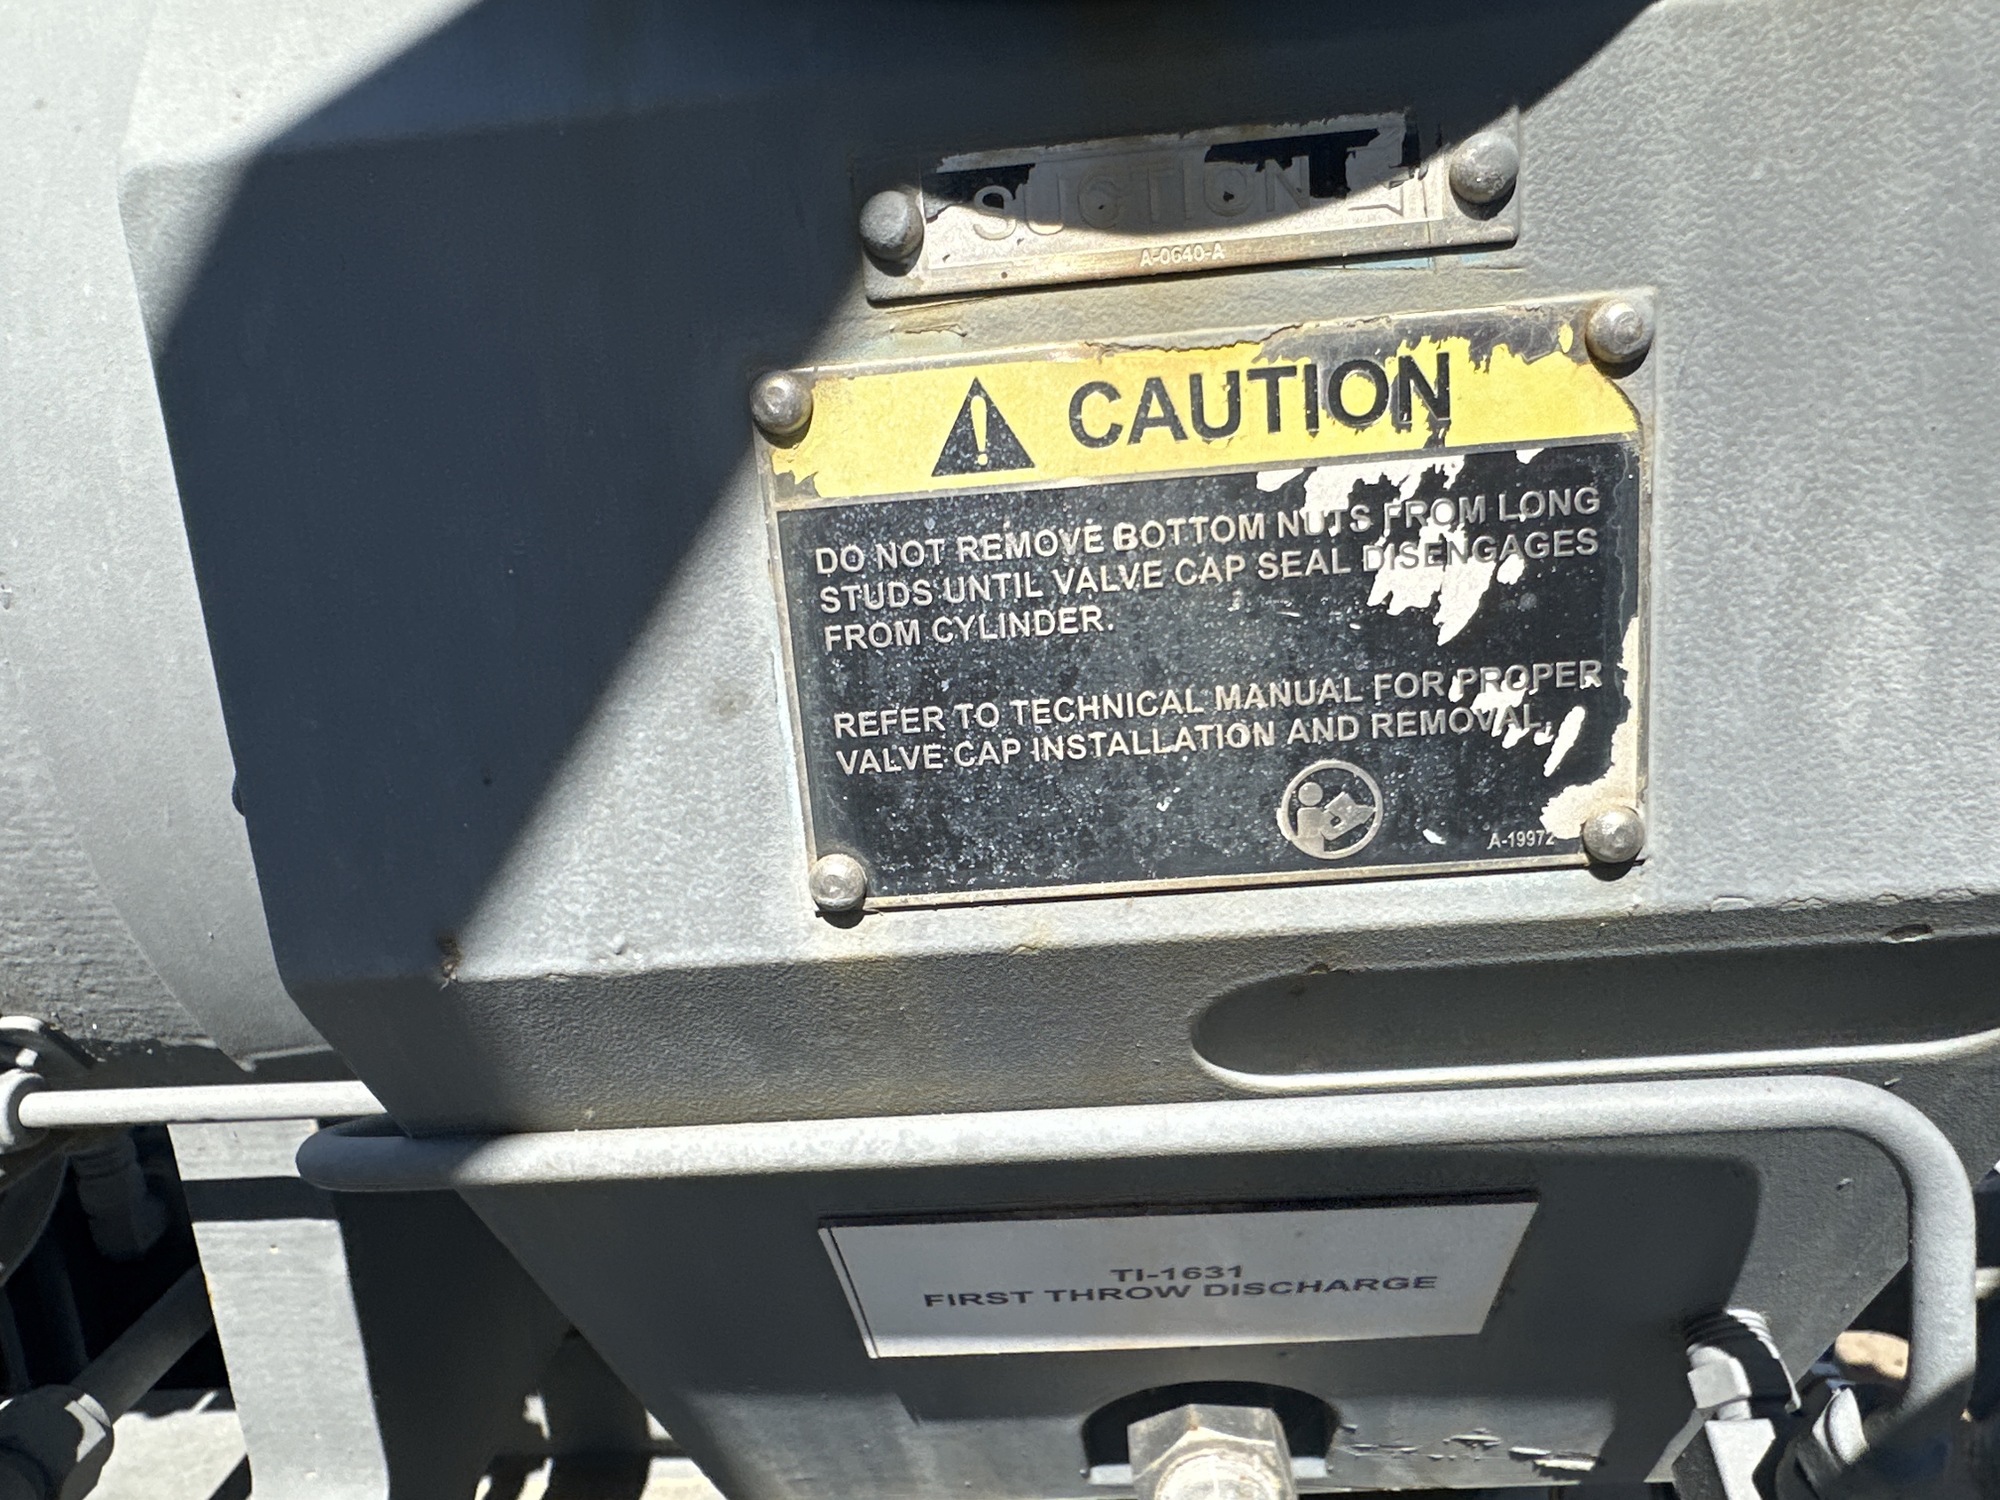 SUCTION
A-0640-A
CAUTION
DO NOT REMOVE BOTTOM NUTS FROM LONG
STUDS UNTIL VALVE CAP SEAL DISENGAGES
FROM CYLINDER.
REFER TO TECHNICAL MANUAL FOR PROPER
VALVE CAP INSTALLATION AND REMOVAL.
A-19972
TI-1631
FIRST THROW DISCHARGE